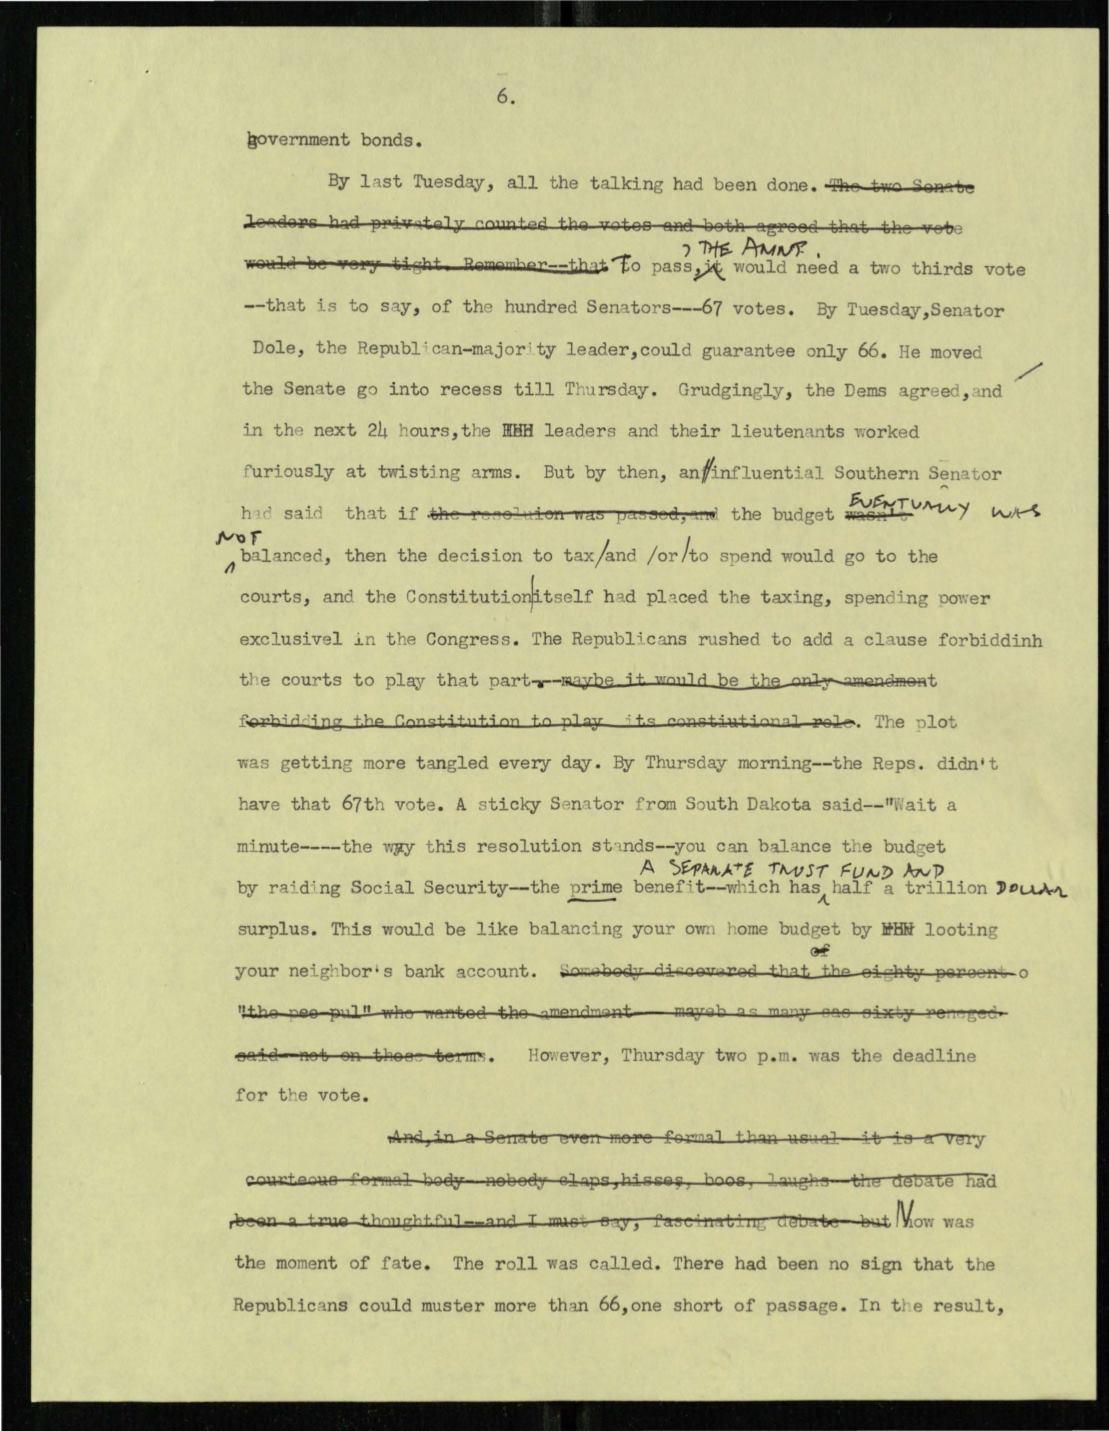 6.
government bonds.
By last Tuesday, all the talking had been done. The two Senate
leaders had privately counted the votes and both agreed that the vote
, THE AMNT.
would be very tight. Remember--that To pass, it would need a two thirds vote
--that is to say, of the hundred Senators---67 votes. By Tuesday,Senator
Dole, the Republican-majority leader,could guarantee only 66. He moved
the Senate go into recess till Thursday. Grudgingly, the Dems agreed,and
in the next 24 hours,the HHH leaders and their lieutenants worked
furiously at twisting arms. But by then, an//influential Southern Senator
EVENTUALLY WAS
had said that if the resoluion was passed,and the budget wasn't
NOT
balanced, then the decision to tax/and /or/to spend would go to the
courts, and the Constitution|itself had placed the taxing, spending power
exclusivel in the Congress. The Republicans rushed to add a clause forbiddinh
the courts to play that part.--maybe it would be the only amendment
forbidding the Constitution to play its constiutional role. The plot
was getting more tangled every day. By Thursday morning--the Reps. didn't
have that 67th vote. A sticky Senator from South Dakota said--"Wait a
minute----the way this resolution stands--you can balance the budget
A SEPARATE TRUST FUND AND
by raiding Social Security--the prime benefit--which has half a trillion DOLLAR
surplus. This would be like balancing your own home budget by HHH looting
of
your neighbor's bank account. Somebody discovered that the eighty percent o
"the pee-pul" who wanted the amendment-- mayeb as many sas sixty reneged.
said--not on those terms. However, Thursday two p.m. was the deadline
for the vote.
And,in a Senate even more formal than usual--it is a very
courteous formal body--nobody claps,hisses, boos, laughs--the debate had
been a true thoughtful--and I must say, fascinating debate--but Now was
the moment of fate. The roll was called. There had been no sign that the
Republicans could muster more than 66,one short of passage. In the result,